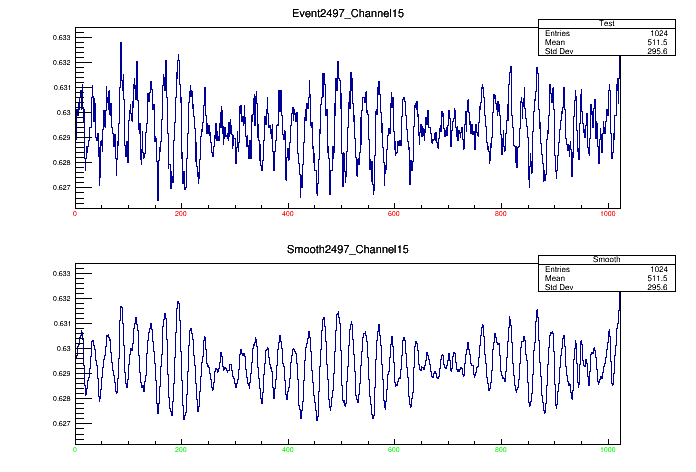 Event2497_Channel15
Test
Entries 1024
Mean 511.5
Std Dev 295.6
0.633
0.632
0.631
0.63
0.629
0.628
0.627
0 200 400 600 800 1000
Smooth2497_Channel15
Smooth
Entries 1024
Mean 511.5
Std Dev 295.6
0.633
0.632
0.631
0.63
0.629
0.628
0.627
0 200 400 600 800 1000